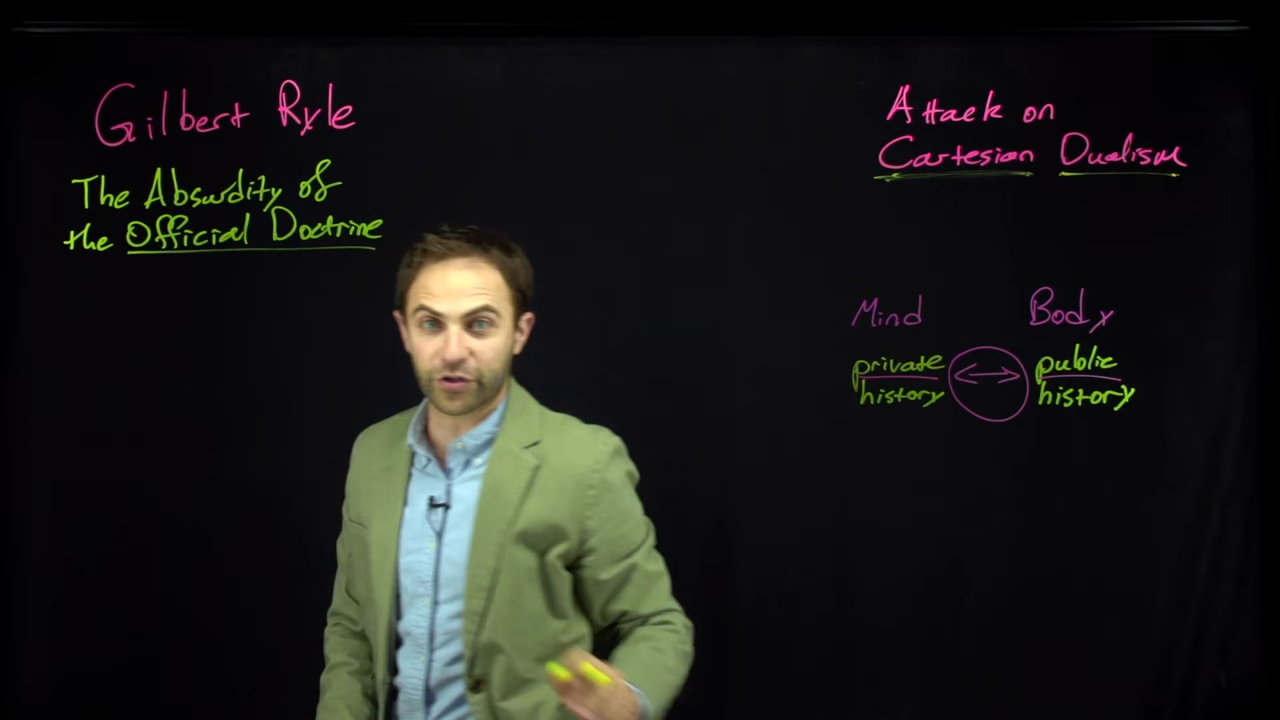 Gilbert Ryle
The Absurdity of
the Official Doctrine
Attack on
Cartesian Dualism
Mind
private
history
Body
public
history